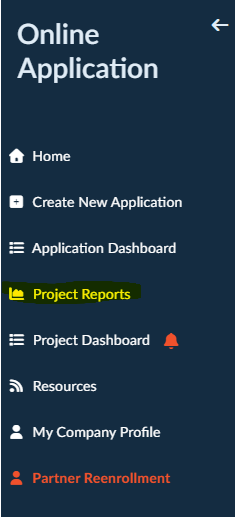 Online
Application
Home
Create New Application
Application Dashboard
Project Reports
Project Dashboard
Resources
My Company Profile
Partner Reenrollment